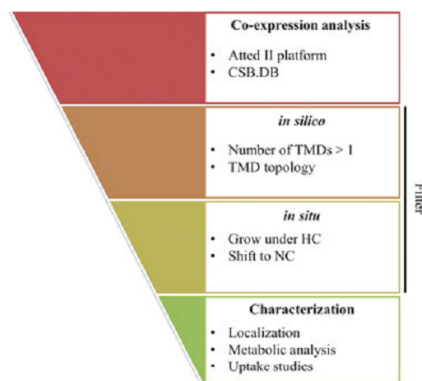 Co-expression analysis
• Atted II platform
• CSB.DB
in silico
• Number of TMDs > 1
• TMD topology
in situ
• Grow under HC
• Shift to NC
Filter
Characterization
• Localization
• Metabolic analysis
• Uptake studies